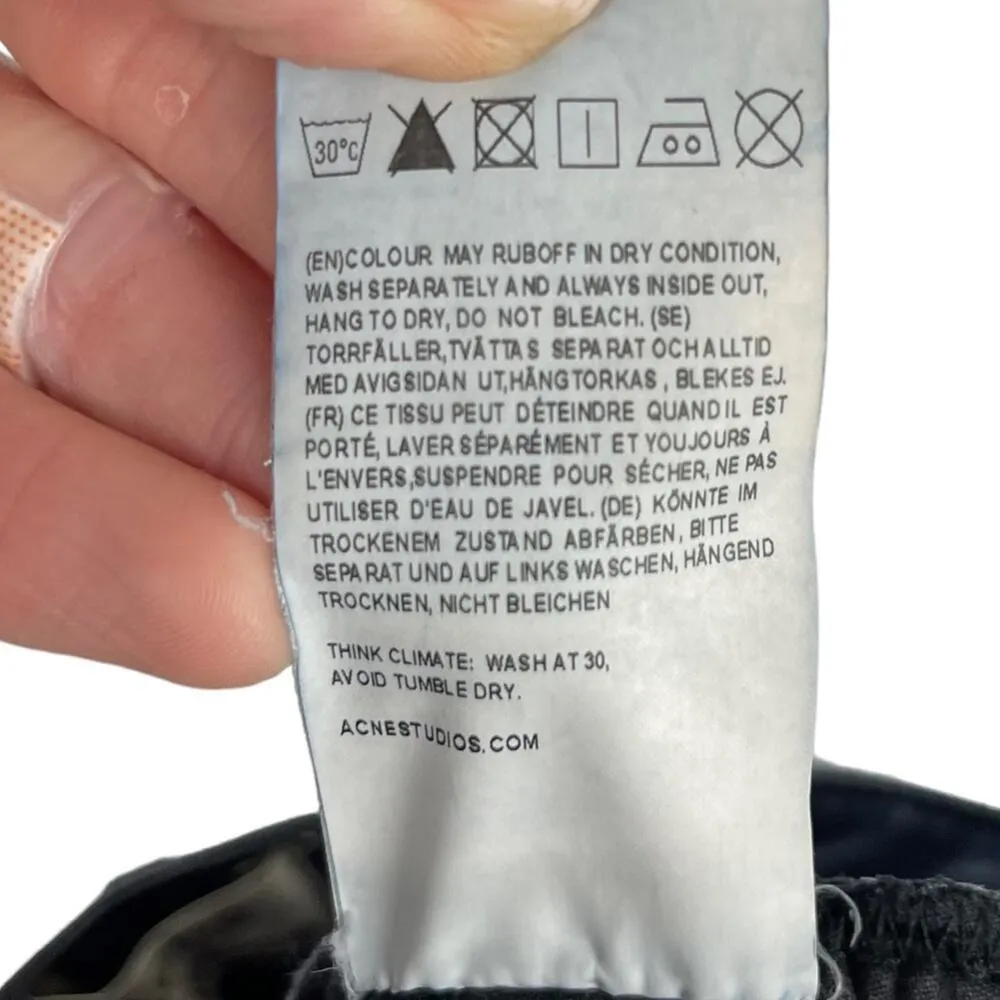 30°C
(EN)COLOUR MAY RUBOFF IN DRY CONDITION,
WASH SEPARATELY AND ALWAYS INSIDE OUT,
HANG TO DRY, DO NOT BLEACH. (SE)
TORRFÄLLER,TVÄTTAS SEPARAT OCH ALLTID
MED AVIGSIDAN UT,HÄNGTORKAS , BLEKES EJ.
(FR) CE TISSU PEUT DÉTEINDRE QUAND IL EST
PORTÉ, LAVER SÉPARÉMENT ET YOUJOURS À
L'ENVERS,SUSPENDRE POUR SÉCHER, NE PAS
UTILISER D'EAU DE JAVEL. (DE) KÖNNTE IM
TROCKENEM ZUSTAND ABFÄRBEN, BITTE
SEPARAT UND AUF LINKS WASCHEN, HÄNGEND
TROCKNEN, NICHT BLEICHEN
THINK CLIMATE: WASH AT 30,
AVOID TUMBLE DRY.
ACNESTUDIOS.COM